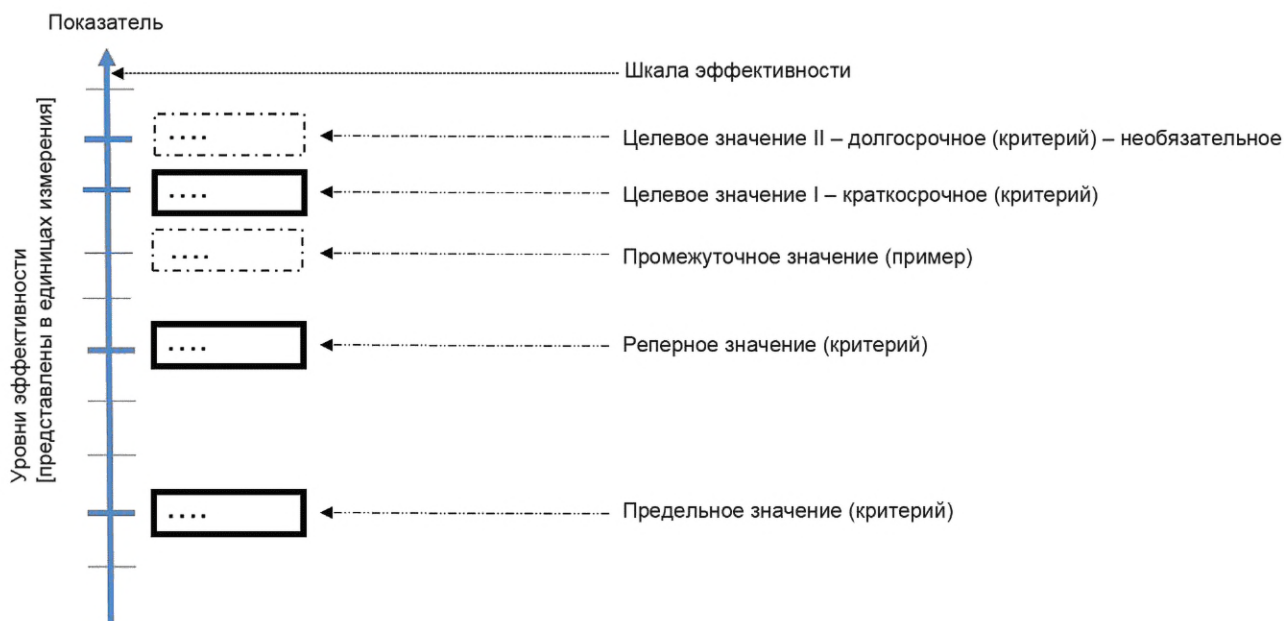 Показатель
Шкала эффективности
....
Целевое значение II – долгосрочное (критерий) – необязательное
....
Целевое значение I – краткосрочное (критерий)
....
Промежуточное значение (пример)
....
Реперное значение (критерий)
....
Предельное значение (критерий)
Уровни эффективности
[представлены в единицах измерения]